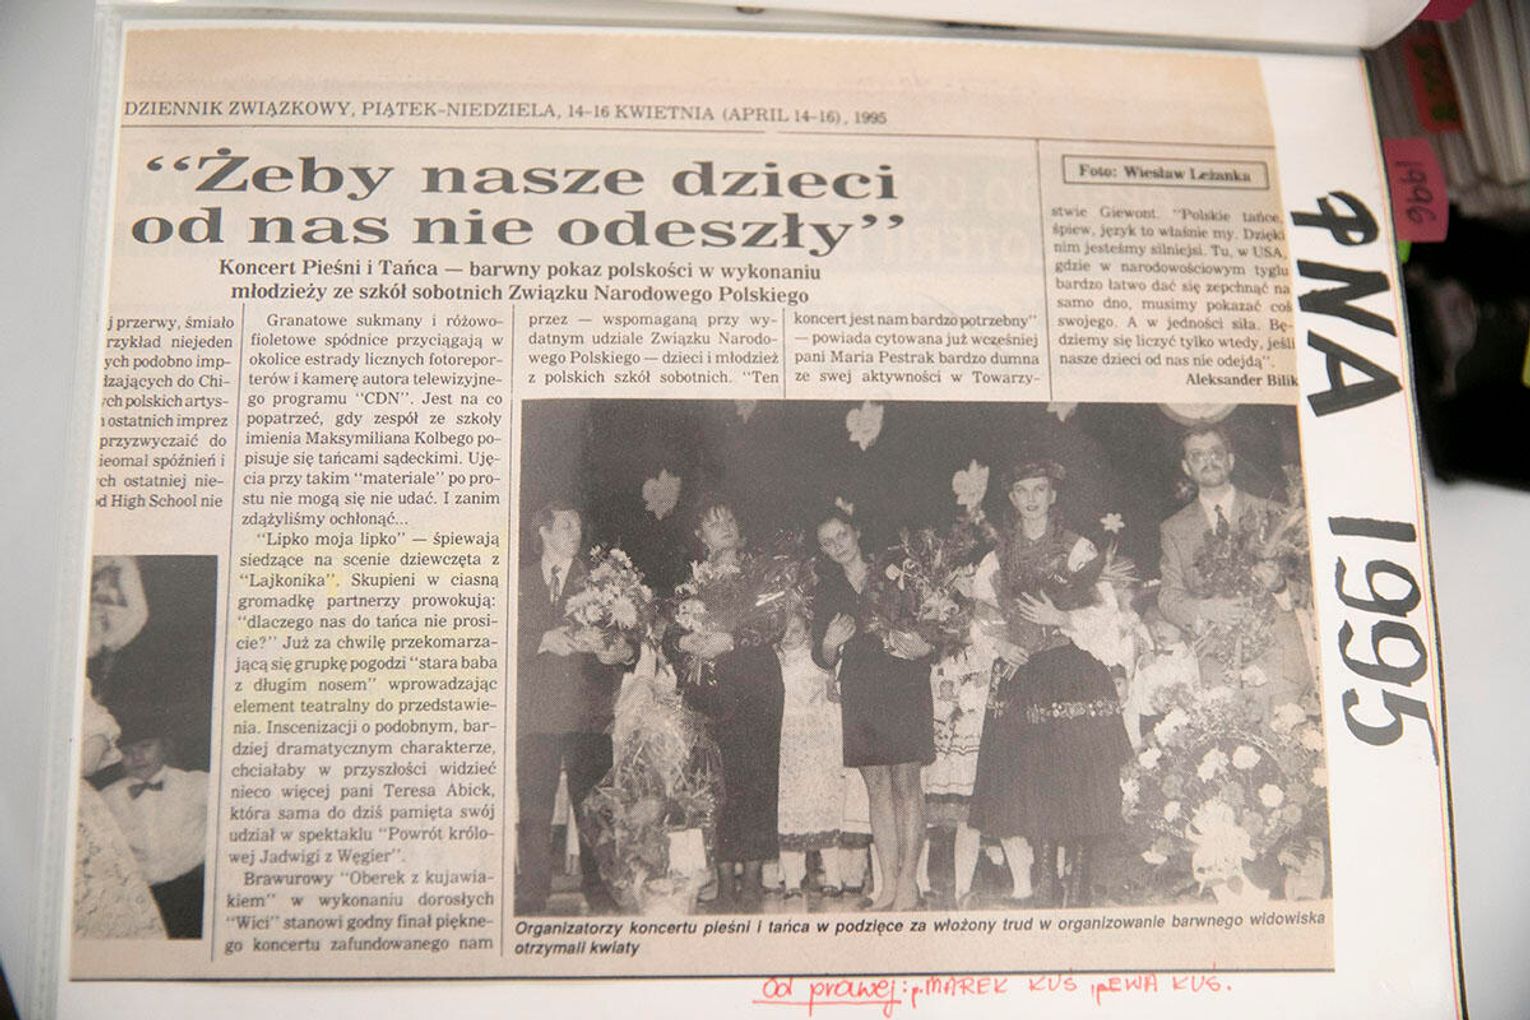 DZIENNIK ZWIĄZKOWY, PIĄTEK-NIEDZIELA, 14-16 KWIETNIA (APRIL 14-16), 1995
“Żeby nasze dzieci
od nas nie odeszły”
Koncert Pieśni i Tańca — barwny pokaz polskości w wykonaniu
młodzieży ze szkół sobotnich Związku Narodowego Polskiego
j przerwy, śmiało
rzykład niejeden
ych podobno imp-
dzających do Chi-
ych polskich artys-
ostatnich imprez
przyzwyczaić do
ieomal spóźnień i
ch ostatniej nie-
d High School nie
Granatowe sukmany i różowo-
fioletowe spódnice przyciągają w
okolice estrady licznych fotorepor-
terów i kamerę autora telewizyjne-
go programu “CDN”. Jest na co
popatrzeć, gdy zespół ze szkoły
imienia Maksymiliana Kolbego po-
pisuje się tańcami sądeckimi. Uję-
cia przy takim “materiale” po pro-
stu nie mogą się nie udać. I zanim
zdążyliśmy ochłonąć...
“Lipko moja lipko” — śpiewają
siedzące na scenie dziewczęta z
“Lajkonika”. Skupieni w ciasną
gromadkę partnerzy prowokują:
“dlaczego nas do tańca nie prosi-
cie?” Już za chwilę przekomarza-
jącą się grupkę pogodzi “stara baba
z długim nosem” wprowadzając
element teatralny do przedstawie-
nia. Inscenizacji o podobnym, bar-
dziej dramatycznym charakterze,
chciałaby w przyszłości widzieć
nieco więcej pani Teresa Abick,
która sama do dziś pamięta swój
udział w spektaklu “Powrót królo-
wej Jadwigi z Węgier”.
Brawurowy “Oberek z kujawia-
kiem” w wykonaniu dorosłych
“Wici” stanowi godny finał piękne-
go koncertu zafundowanego nam
przez — wspomaganą przy wy-
datnym udziale Związku Narodo-
wego Polskiego — dzieci i młodzież
z polskich szkół sobotnich. “Ten
koncert jest nam bardzo potrzebny”
— powiada cytowana już wcześniej
pani Maria Pestrak bardzo dumna
ze swej aktywności w Towarzy-
Foto: Wiesław Leżanka
stwie Giewont. “Polskie tańce,
śpiew, język to właśnie my. Dzięki
nim jesteśmy silniejsi. Tu, w USA,
gdzie w narodowościowym tyglu
bardzo łatwo dać się zepchnąć na
samo dno, musimy pokazać coś
swojego. A w jedności siła. Bę-
dziemy się liczyć tylko wtedy, jeśli
nasze dzieci od nas nie odejdą”.
Aleksander Bilik
Organizatorzy koncertu pieśni i tańca w podzięce za włożony trud w organizowanie barwnego widowiska
otrzymali kwiaty
od prawej: p. MAREK KUŚ, p EWA KUŚ.
PNA 1995
1996